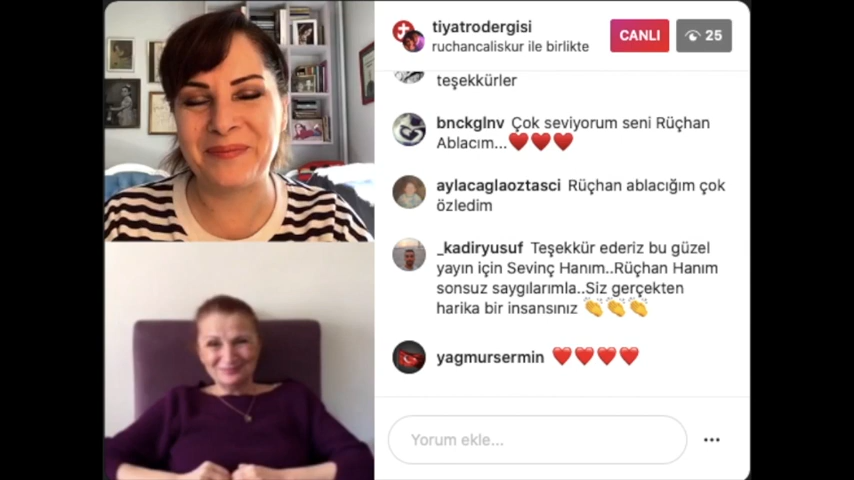 tiyatrodergisi
ruchancaliskur ile birlikte
CANLI
25
teşekkürler
bnckglnv Çok seviyorum seni Rüçhan
Ablacım...❤️❤️❤️
aylacaglaoztasci Rüçhan ablacığım çok
özledim
_kadiryusuf Teşekkür ederiz bu güzel
yayın için Sevinç Hanım..Rüçhan Hanım
sonsuz saygılarımla..Siz gerçekten
harika bir insansınız 👏👏👏
yagmursermin ❤️❤️❤️❤️
Yorum ekle...